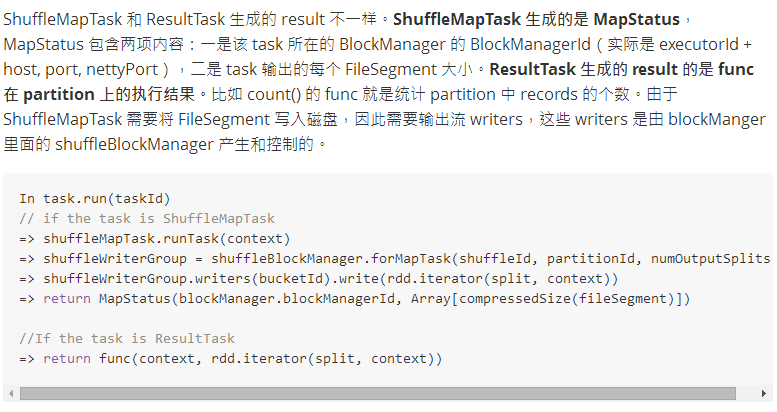 ShuffleMapTask 和 ResultTask 生成的 result 不一样。ShuffleMapTask 生成的是 MapStatus，
MapStatus 包含两项内容：一是该 task 所在的 BlockManager 的 BlockManagerId（实际是 executorId +
host, port, nettyPort），二是 task 输出的每个 FileSegment 大小。ResultTask 生成的 result 的是 func
在 partition 上的执行结果。比如 count() 的 func 就是统计 partition 中 records 的个数。由于
ShuffleMapTask 需要将 FileSegment 写入磁盘，因此需要输出流 writers，这些 writers 是由 blockManger
里面的 shuffleBlockManager 产生和控制的。
In task.run(taskId)
// if the task is ShuffleMapTask
=> shuffleMapTask.runTask(context)
=> shuffleWriterGroup = shuffleBlockManager.forMapTask(shuffleId, partitionId, numOutputSplits
=> shuffleWriterGroup.writers(bucketId).write(rdd.iterator(split, context))
=> return MapStatus(blockManager.blockManagerId, Array[compressedSize(fileSegment)])
//If the task is ResultTask
=> return func(context, rdd.iterator(split, context))